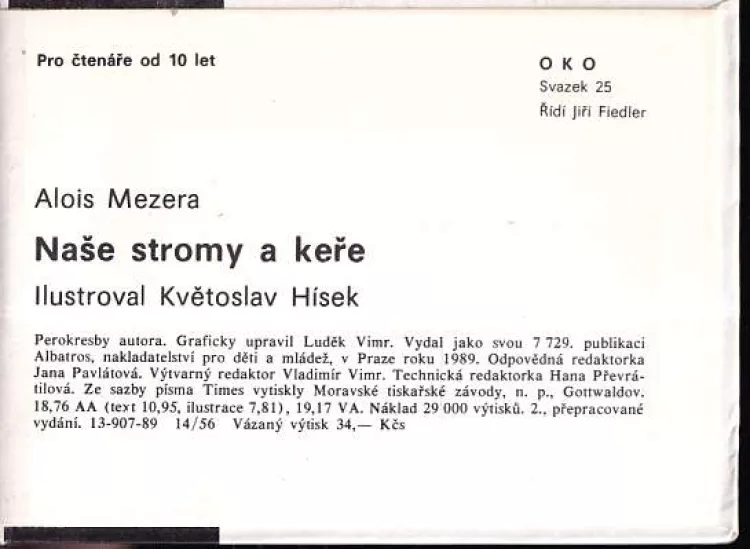 Pro čtenáře od 10 let
O K O
Svazek 25
Řídí Jiří Fiedler
Alois Mezera
Naše stromy a keře
Ilustroval Květoslav Hísek
Perokresby autora. Graficky upravil Luděk Vimr. Vydal jako svou 7 729. publikaci
Albatros, nakladatelství pro děti a mládež, v Praze roku 1989. Odpovědná redaktorka
Jana Pavlátová. Výtvarný redaktor Vladimír Vimr. Technická redaktorka Hana Převrá-
tilová. Ze sazby písma Times vytiskly Moravské tiskařské závody, n. p., Gottwaldov.
18,76 AA (text 10,95, ilustrace 7,81), 19,17 VA. Náklad 29 000 výtisků. 2., přepracované
vydání. 13-907-89 14/56 Vázaný výtisk 34,— Kčs